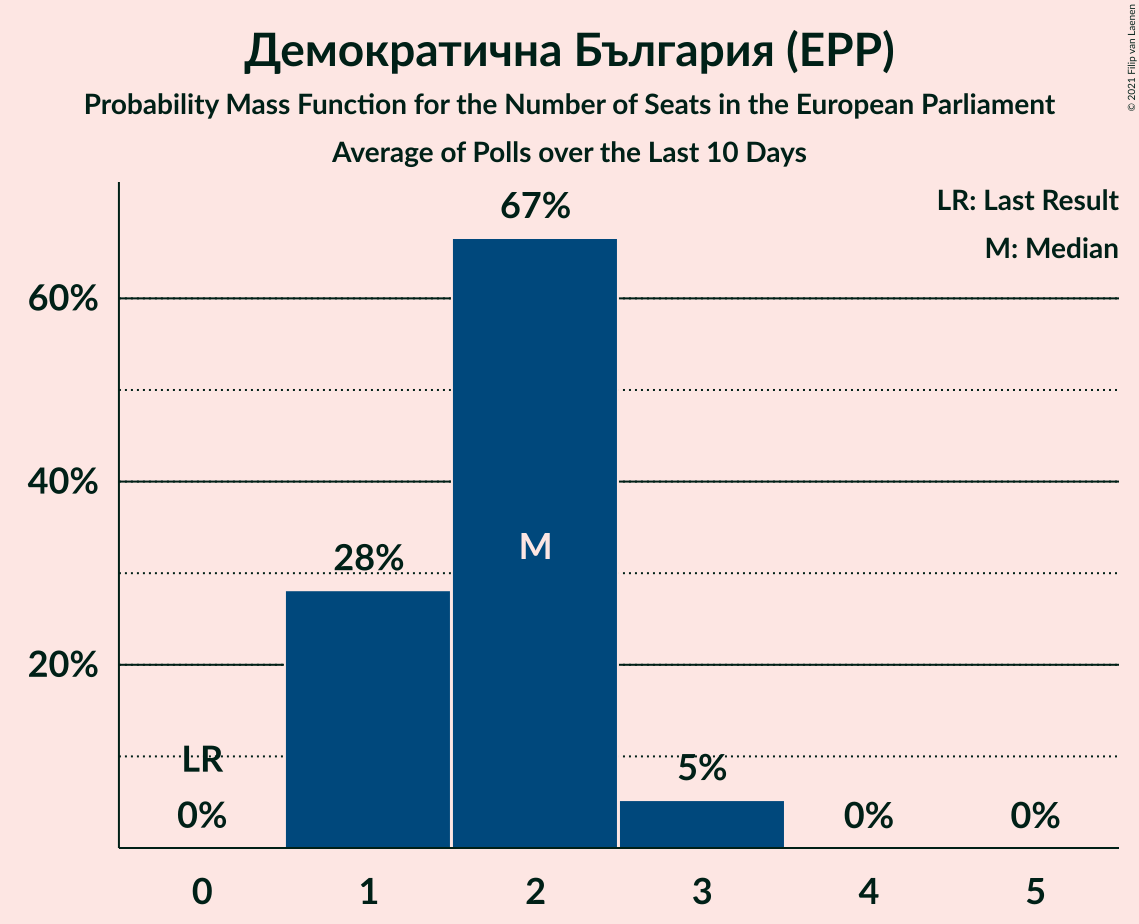 Демократична България (EPP)
Probability Mass Function for the Number of Seats in the European Parliament
Average of Polls over the Last 10 Days
© 2021 Filip van Laenen
LR: Last Result
M: Median
67%
60%
40%
M
28%
20%
LR
5%
0%
0%
0%
0 1 2 3 4 5